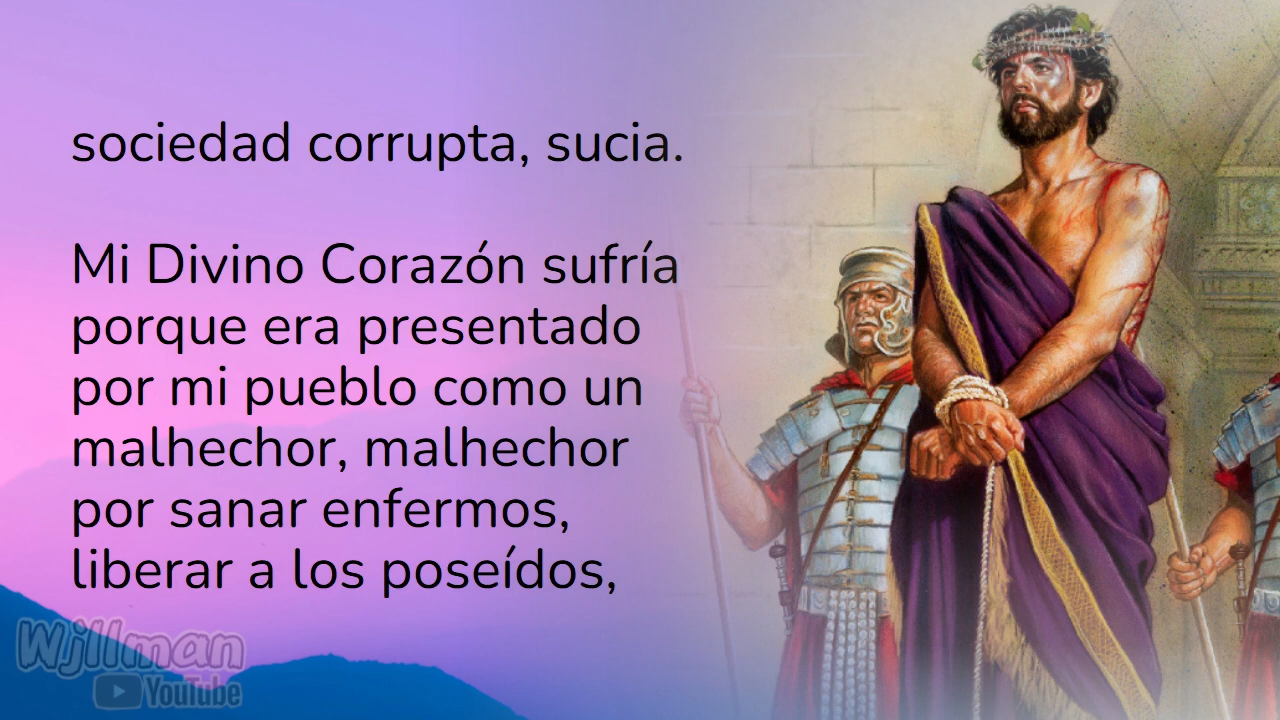 sociedad corrupta, sucia.
Mi Divino Corazón sufría
porque era presentado
por mi pueblo como un
malhechor, malhechor
por sanar enfermos,
liberar a los poseídos,
Wjllman
YouTube